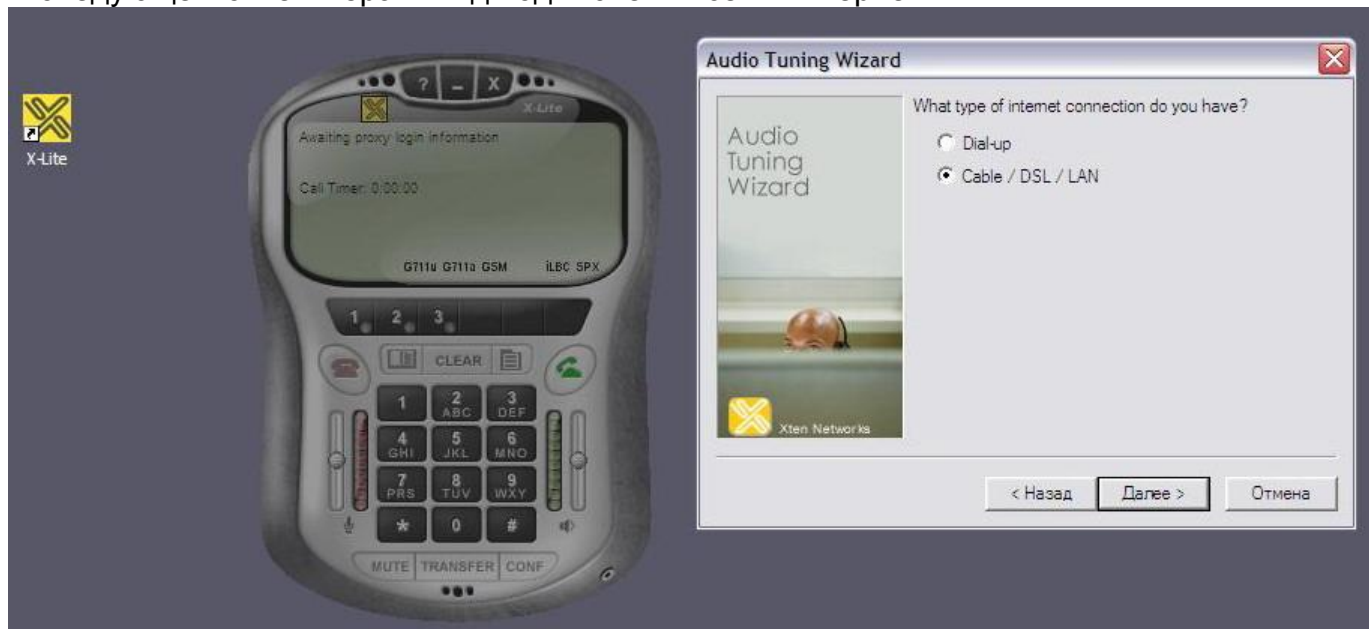 X-Lite
? - X
X-Lite
Awaiting proxy login information
Call Timer: 0:00:00
G711u G711a GSM iLBC SPX
1 2 3
CLEAR
1 2 3
ABC DEF
4 5 6
GHI JKL MNO
7 8 9
PRS TUV WXY
* 0 #
MUTE TRANSFER CONF
Audio Tuning Wizard
What type of internet connection do you have?
Dial-up
Cable / DSL / LAN
Audio
Tuning
Wizard
Xten Networks
< Назад Далее > Отмена